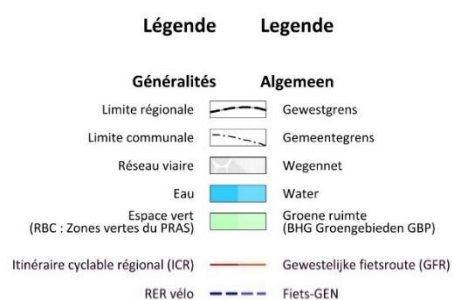 Légende Legende
Généralités Algemeen
Limite régionale Gewestgrens
Limite communale Gemeentegrens
Réseau viaire Wegennet
Eau Water
Espace vert Groene ruimte
(RBC : Zones vertes du PRAS) (BHG Groengebieden GBP)
Itinéraire cyclable régional (ICR) Gewestelijke fietsroute (GFR)
RER vélo Fiets-GEN